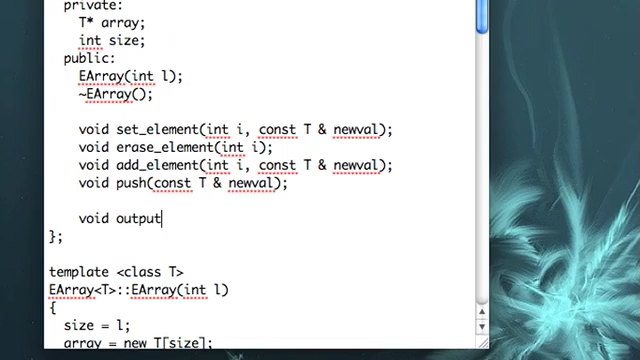 private:
T* array;
int size;
public:
EArray(int l);
~EArray();
void set_element(int i, const T & newval);
void erase_element(int i);
void add_element(int i, const T & newval);
void push(const T & newval);
void output
};
template <class T>
EArray<T>::EArray(int l)
{
size = l;
array = new T[size];